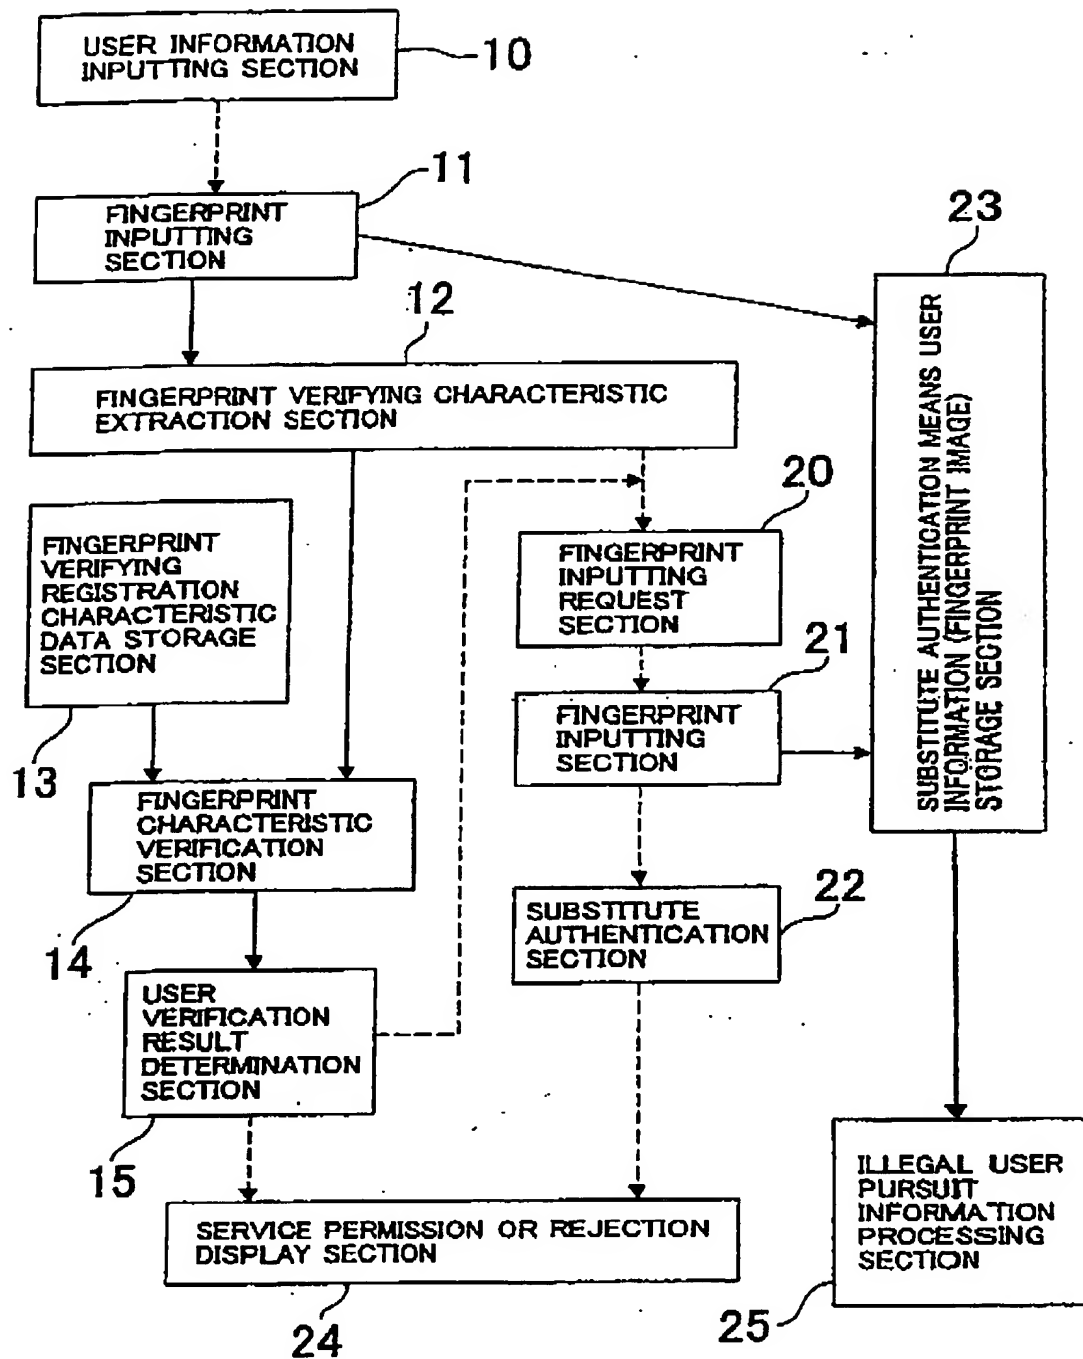 USER INFORMATION
INPUTTING SECTION
10
FINGERPRINT
INPUTTING
SECTION
11
12
FINGERPRINT VERIFYING CHARACTERISTIC
EXTRACTION SECTION
FINGERPRINT
VERIFYING
REGISTRATION
CHARACTERISTIC
DATA STORAGE
SECTION
13
FINGERPRINT
CHARACTERISTIC
VERIFICATION
SECTION
14
USER
VERIFICATION
RESULT
DETERMINATION
SECTION
15
20
FINGERPRINT
INPUTTING
REQUEST
SECTION
21
FINGERPRINT
INPUTTING
SECTION
22
SUBSTITUTE
AUTHENTICATION
SECTION
23
SUBSTITUTE AUTHENTICATION MEANS USER
INFORMATION (FINGERPRINT IMAGE)
STORAGE SECTION
SERVICE PERMISSION OR REJECTION
DISPLAY SECTION
24
ILLEGAL USER
PURSUIT
INFORMATION
PROCESSING
SECTION
25